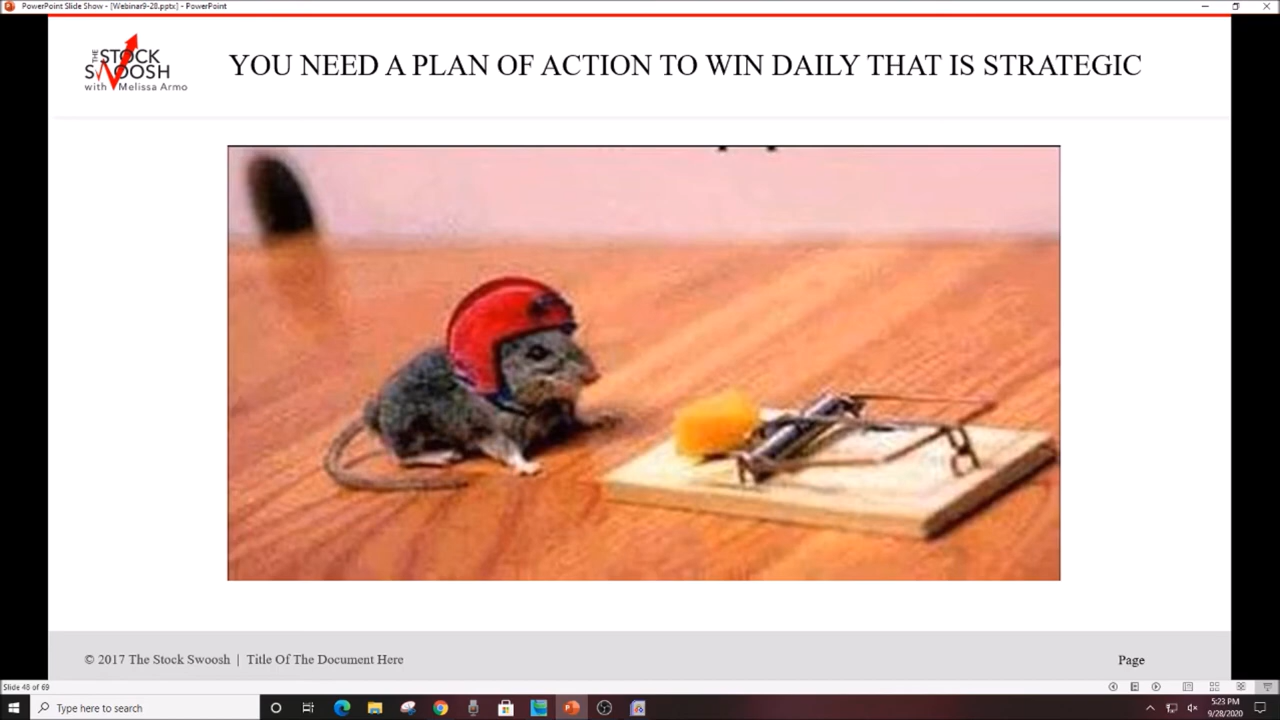 PowerPoint Slide Show - [Webinar9-28.pptx] - PowerPoint
THE STOCK
SWOOSH
with Melissa Armo
YOU NEED A PLAN OF ACTION TO WIN DAILY THAT IS STRATEGIC
© 2017 The Stock Swoosh | Title Of The Document Here
Page
Slide 48 of 69
Type here to search
5:23 PM
9/28/2020